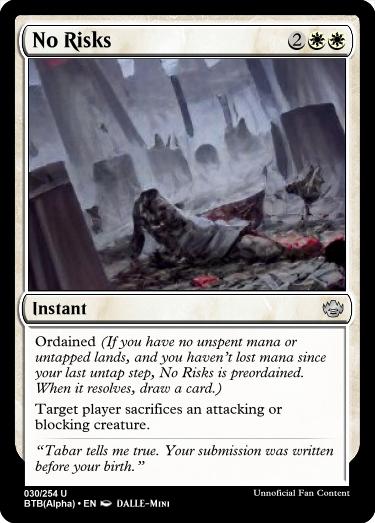 No Risks 2
Instant
Ordained (If you have no unspent mana or
untapped lands, and you haven't lost mana since
your last untap step, No Risks is preordained.
When it resolves, draw a card.)
Target player sacrifices an attacking or
blocking creature.
"Tabar tells me true. Your submission was written
before your birth."
030/254 U
BTB(Alpha) • EN DALLE-Mini
Unnoficial Fan Content